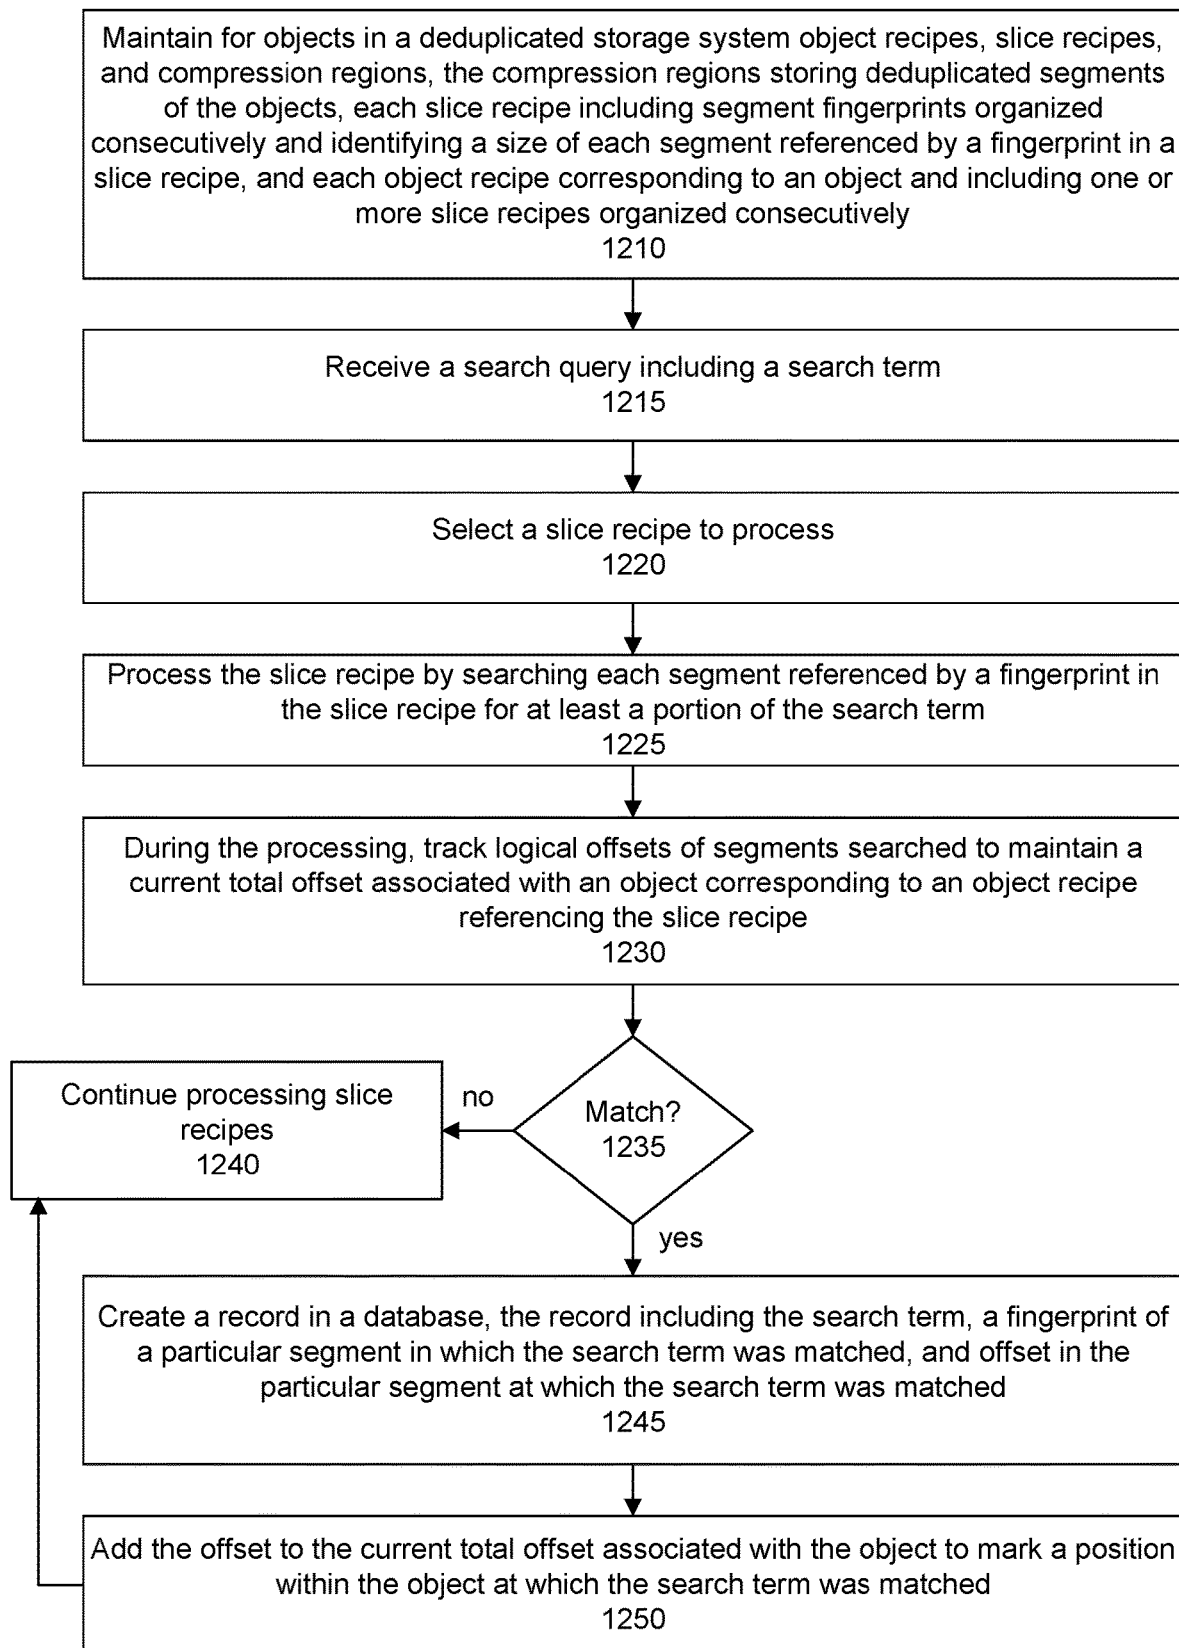 Maintain for objects in a deduplicated storage system object recipes, slice recipes,
and compression regions, the compression regions storing deduplicated segments
of the objects, each slice recipe including segment fingerprints organized
consecutively and identifying a size of each segment referenced by a fingerprint in a
slice recipe, and each object recipe corresponding to an object and including one or
more slice recipes organized consecutively
1210
Receive a search query including a search term
1215
Select a slice recipe to process
1220
Process the slice recipe by searching each segment referenced by a fingerprint in
the slice recipe for at least a portion of the search term
1225
During the processing, track logical offsets of segments searched to maintain a
current total offset associated with an object corresponding to an object recipe
referencing the slice recipe
1230
Match?
1235
no
Continue processing slice
recipes
1240
yes
Create a record in a database, the record including the search term, a fingerprint of
a particular segment in which the search term was matched, and offset in the
particular segment at which the search term was matched
1245
Add the offset to the current total offset associated with the object to mark a position
within the object at which the search term was matched
1250